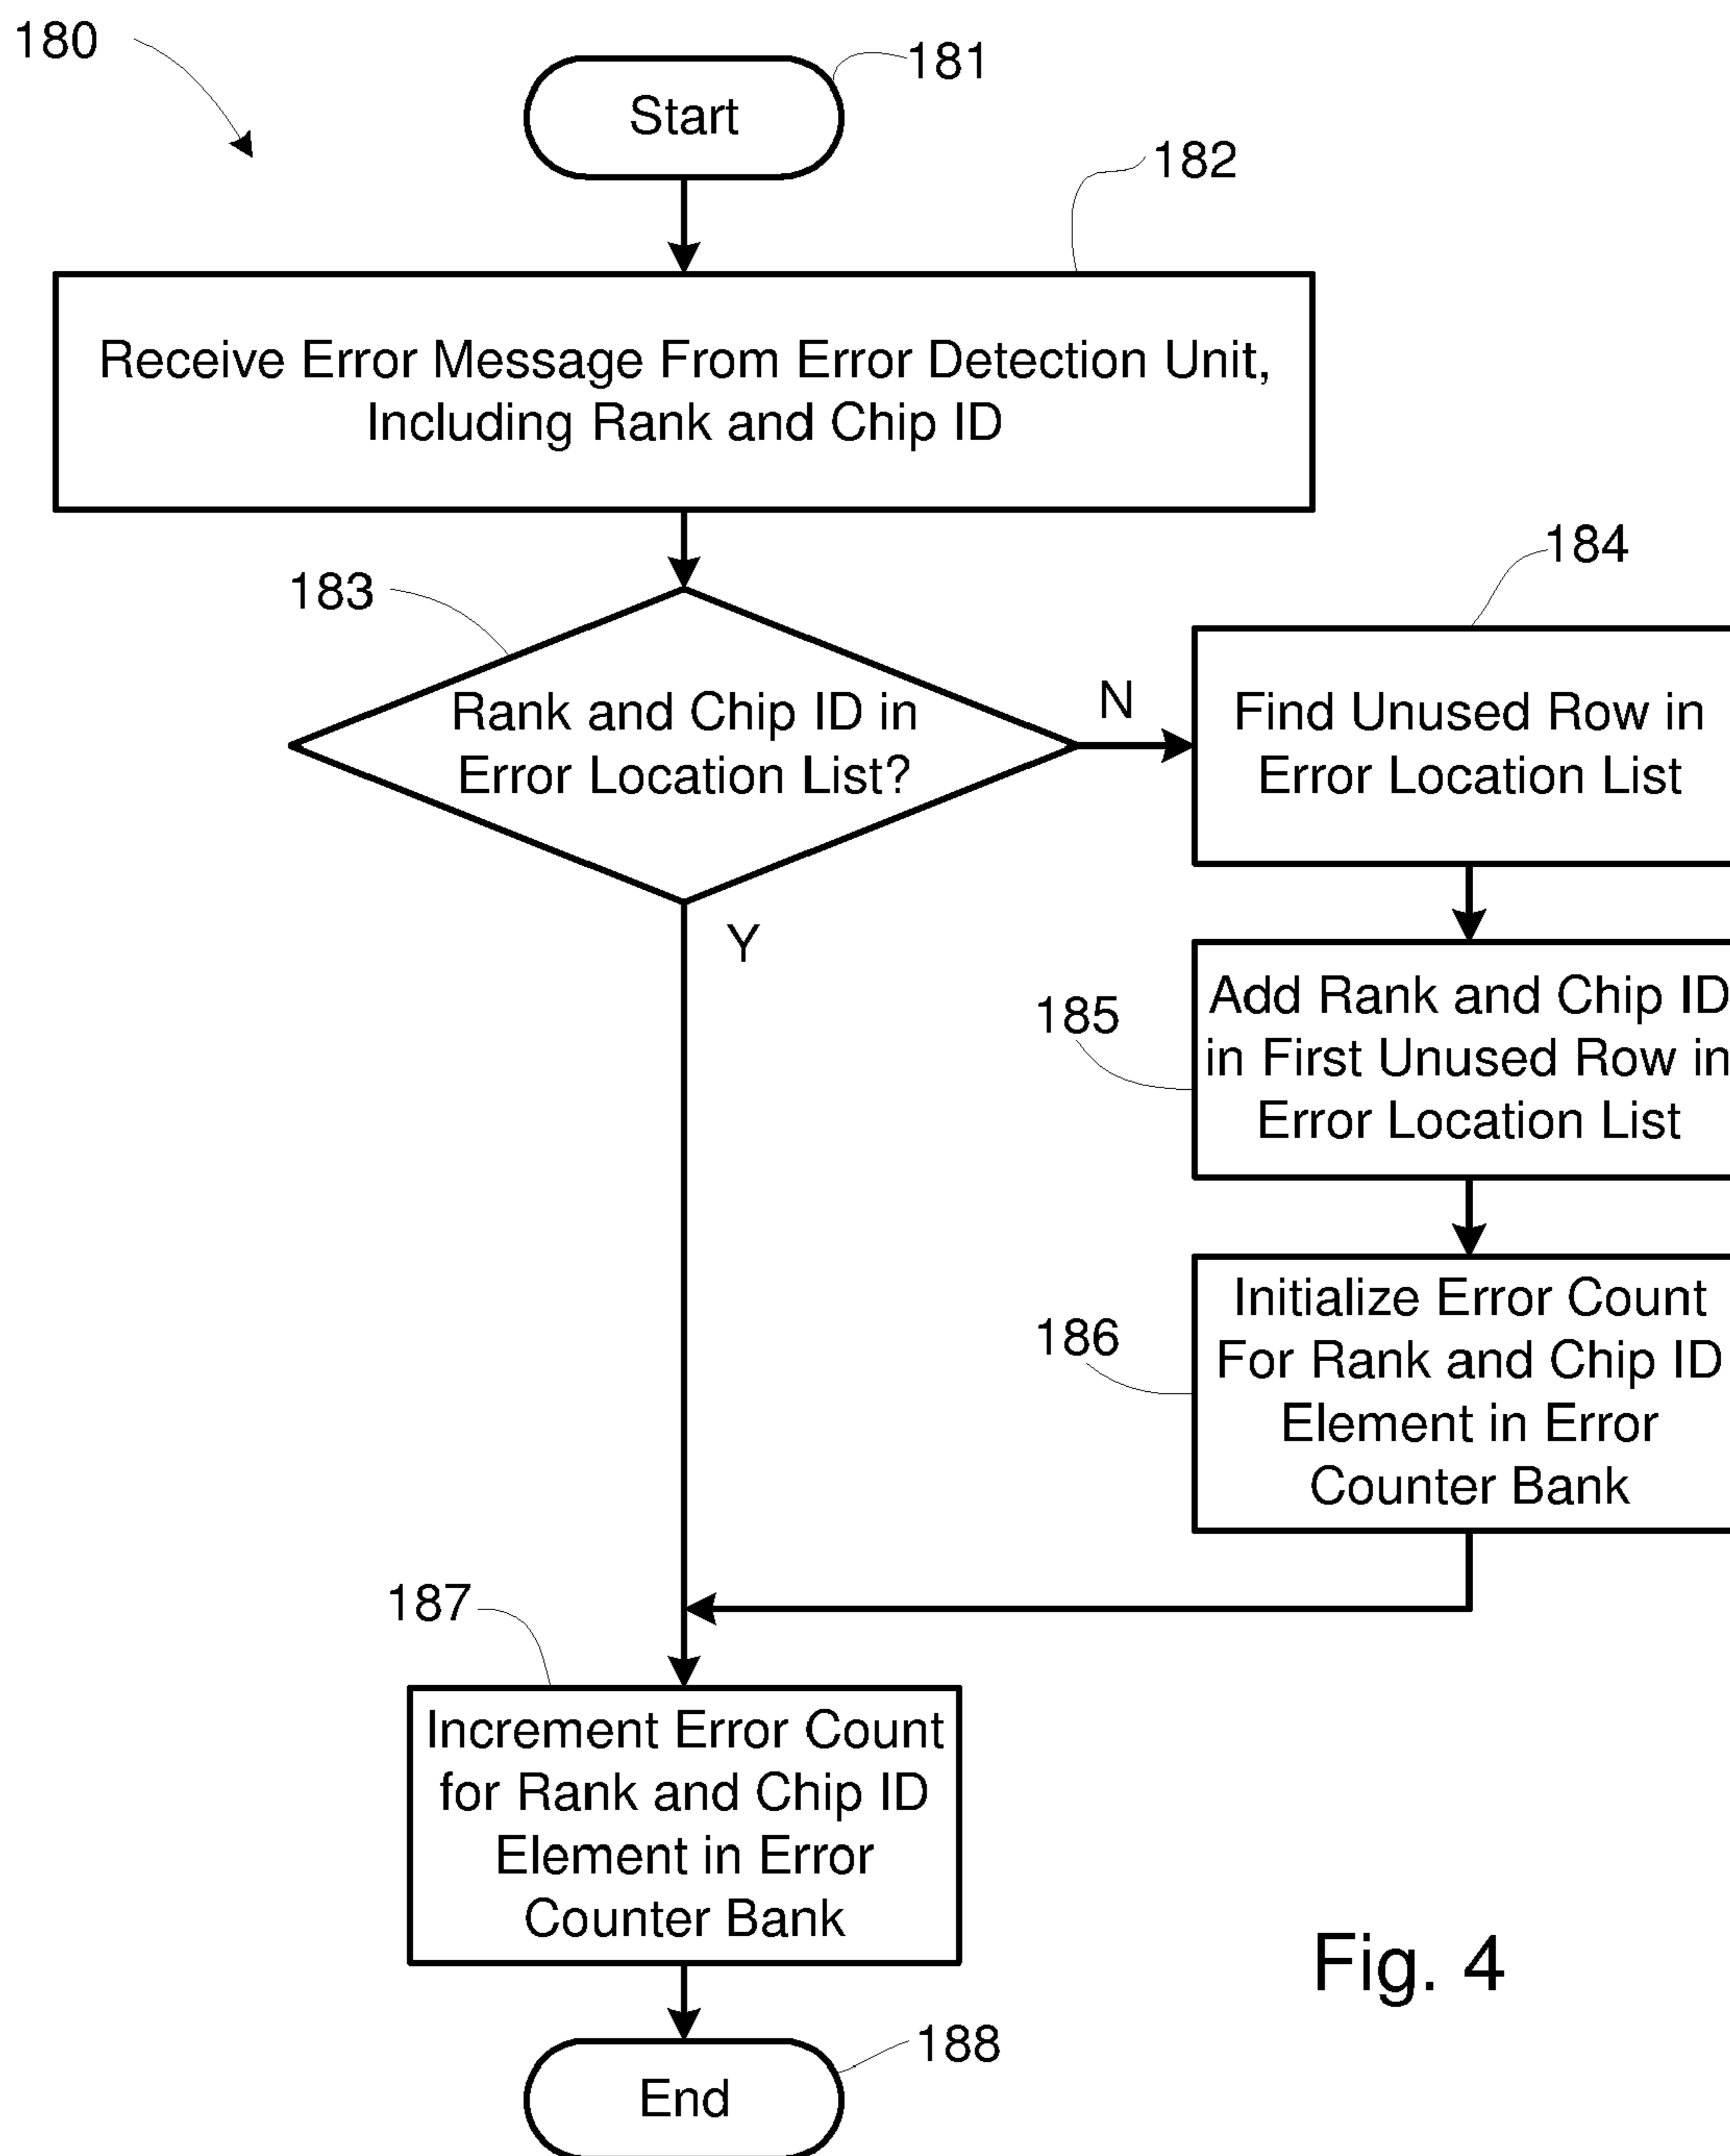 180
181
Start
182
Receive Error Message From Error Detection Unit,
Including Rank and Chip ID
183
184
Rank and Chip ID in
Error Location List?
N
Y
Find Unused Row in
Error Location List
185
Add Rank and Chip ID
in First Unused Row in
Error Location List
186
Initialize Error Count
For Rank and Chip ID
Element in Error
Counter Bank
187
Increment Error Count
for Rank and Chip ID
Element in Error
Counter Bank
188
End
Fig. 4